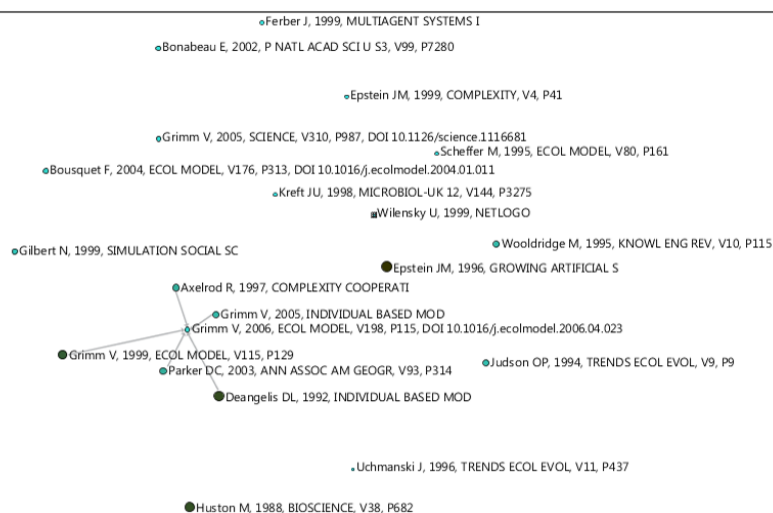 Ferber J, 1999, MULTIAGENT SYSTEMS I
Bonabeau E, 2002, P NATL ACAD SCI U S3, V99, P7280
Epstein JM, 1999, COMPLEXITY, V4, P41
Grimm V, 2005, SCIENCE, V310, P987, DOI 10.1126/science.1116681
Scheffer M, 1995, ECOL MODEL, V80, P161
Bousquet F, 2004, ECOL MODEL, V176, P313, DOI 10.1016/j.ecolmodel.2004.01.011
Kreft JU, 1998, MICROBIOL-UK 12, V144, P3275
Wilensky U, 1999, NETLOGO
Wooldridge M, 1995, KNOWL ENG REV, V10, P115
Gilbert N, 1999, SIMULATION SOCIAL SC
Epstein JM, 1996, GROWING ARTIFICIAL S
Axelrod R, 1997, COMPLEXITY COOPERATI
Grimm V, 2005, INDIVIDUAL BASED MOD
Grimm V, 2006, ECOL MODEL, V198, P115, DOI 10.1016/j.ecolmodel.2006.04.023
Grimm V, 1999, ECOL MODEL, V115, P129
Judson OP, 1994, TRENDS ECOL EVOL, V9, P9
Parker DC, 2003, ANN ASSOC AM GEOGR, V93, P314
Deangelis DL, 1992, INDIVIDUAL BASED MOD
Uchmanski J, 1996, TRENDS ECOL EVOL, V11, P437
Huston M, 1988, BIOSCIENCE, V38, P682